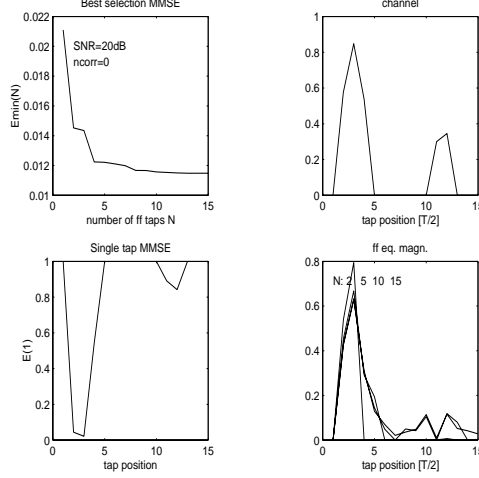 Best selection MMSE
0.022
0.02
0.018
0.016
0.014
0.012
0.01
Emin(N)
SNR=20dB
ncorr=0
0 5 10 15
number of ff taps N
channel
1
0.8
0.6
0.4
0.2
0
0 5 10 15
tap position [T/2]
Single tap MMSE
1
0.8
0.6
0.4
0.2
0
E(1)
0 5 10 15
tap position
ff eq. magn.
0.8
0.6
0.4
0.2
0
N: 2 5 10 15
0 5 10 15
tap position [T/2]